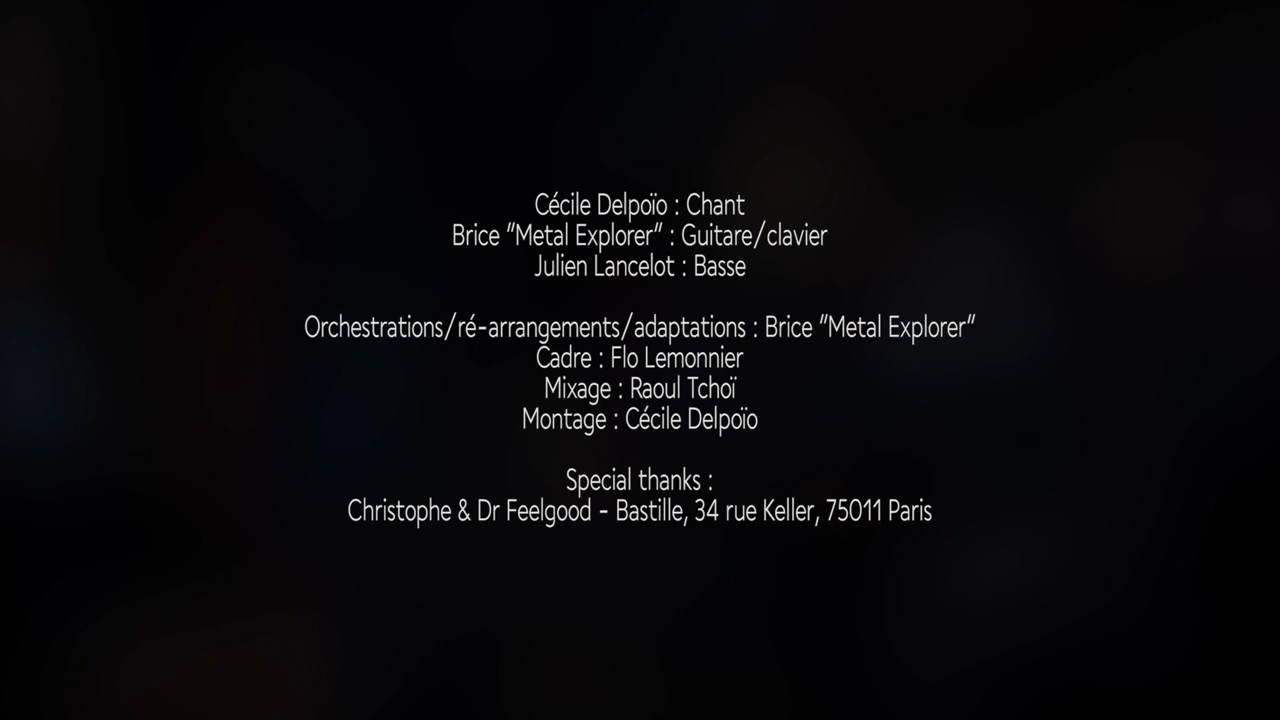 Cécile Delpoïo : Chant
Brice "Metal Explorer" : Guitare/clavier
Julien Lancelot : Basse
Orchestrations/ré-arrangements/adaptations : Brice "Metal Explorer"
Cadre : Flo Lemonnier
Mixage : Raoul Tchoï
Montage : Cécile Delpoïo
Special thanks :
Christophe & Dr Feelgood - Bastille, 34 rue Keller, 75011 Paris